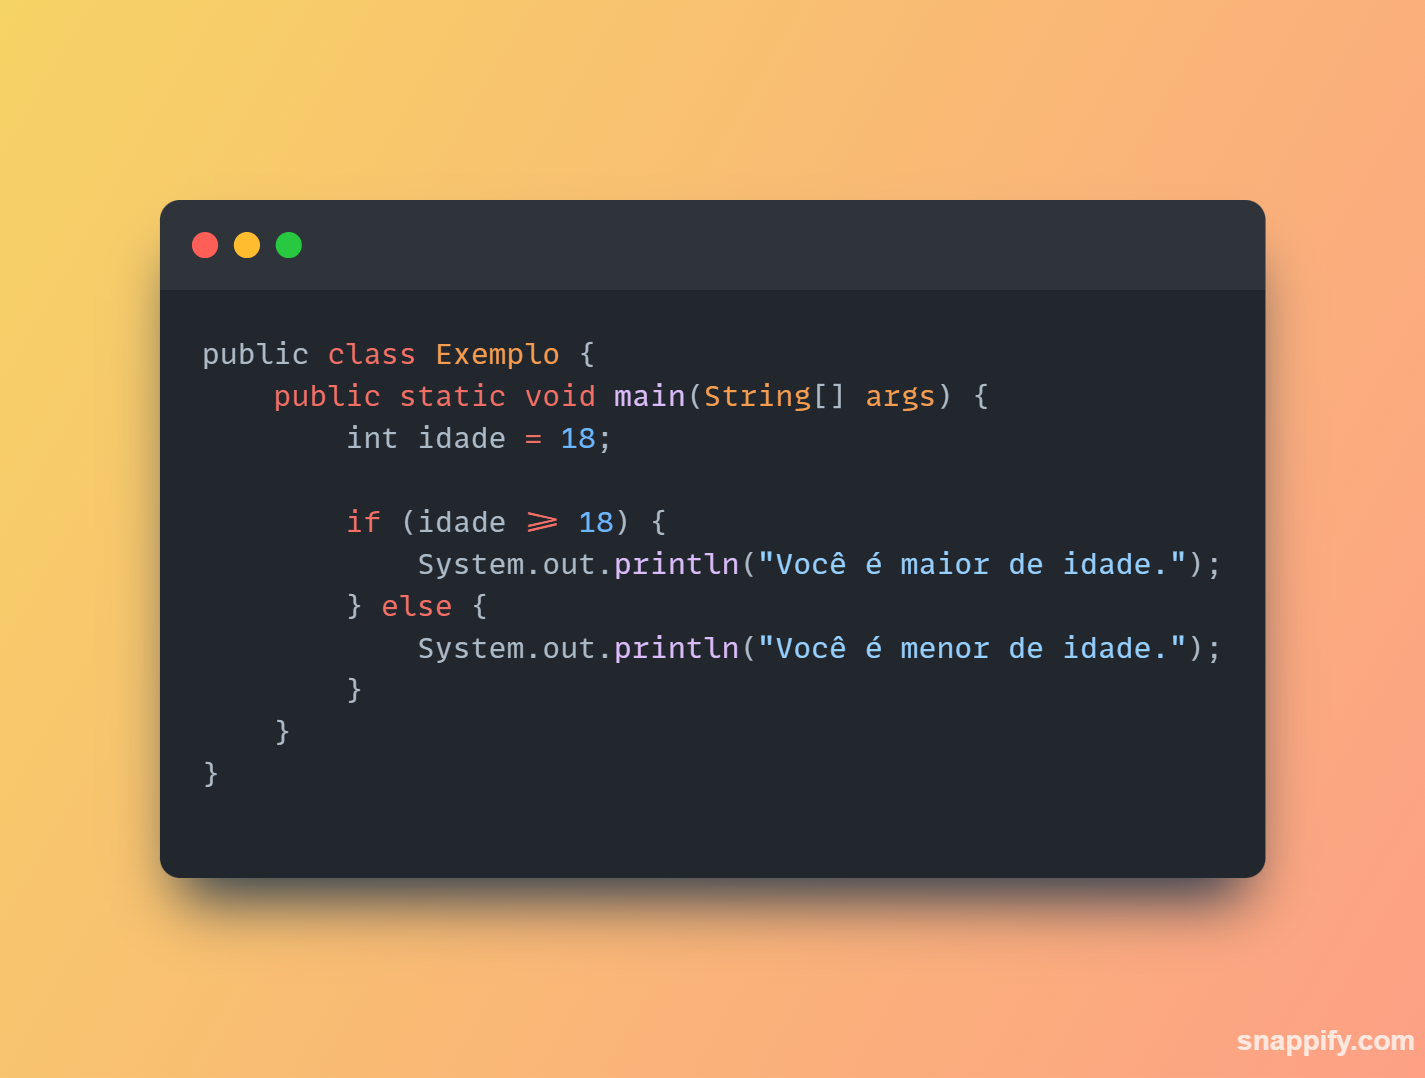 public class Exemplo {
    public static void main(String[] args) {
        int idade = 18;

        if (idade >= 18) {
            System.out.println("Você é maior de idade.");
        } else {
            System.out.println("Você é menor de idade.");
        }
    }
}
snappify.com